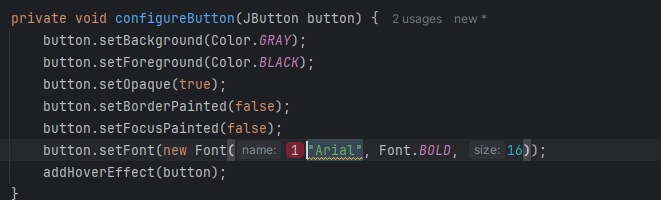 private void configureButton(JButton button) { 2 usages new *
button.setBackground(Color.GRAY);
button.setForeground(Color.BLACK);
button.setOpaque(true);
button.setBorderPainted(false);
button.setFocusPainted(false);
button.setFont(new Font( name: 1 "Arial", Font.BOLD, size: 16));
addHoverEffect(button);
}